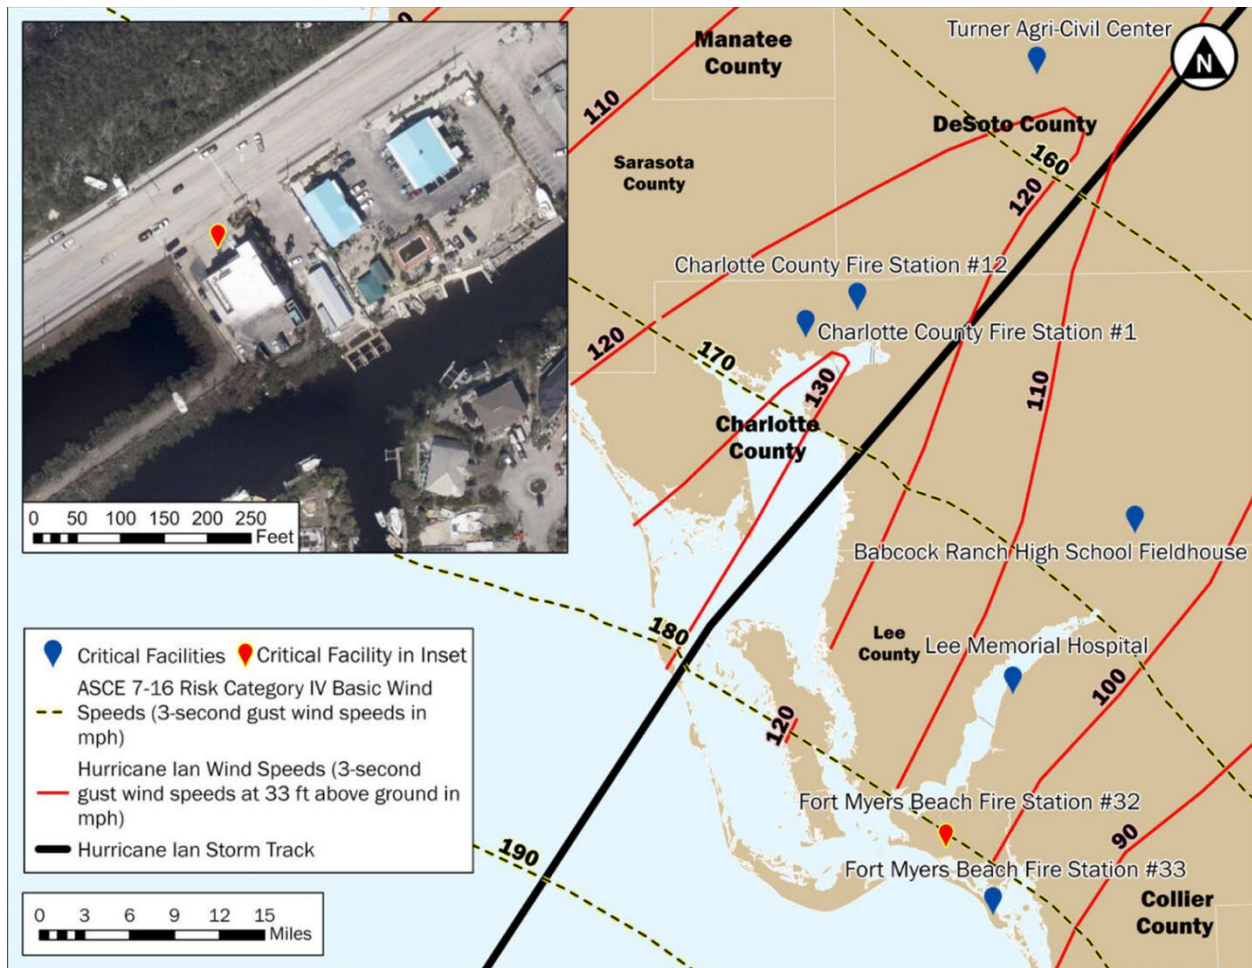 Turner Agri-Civil Center
N
Manatee
County
110
DeSoto County
160
Sarasota
County
120
Charlotte County Fire Station #12
Charlotte County Fire Station #1
120
170
130
110
Charlotte
County
Babcock Ranch High School Fieldhouse
180
Lee
County
Lee Memorial Hospital
100
120
Fort Myers Beach Fire Station #32
90
Fort Myers Beach Fire Station #33
190
Collier
County
0 50 100 150 200 250
Feet
Critical Facilities
Critical Facility in Inset
ASCE 7-16 Risk Category IV Basic Wind
Speeds (3-second gust wind speeds in
mph)
Hurricane Ian Wind Speeds (3-second
gust wind speeds at 33 ft above ground in
mph)
Hurricane Ian Storm Track
0 3 6 9 12 15
Miles